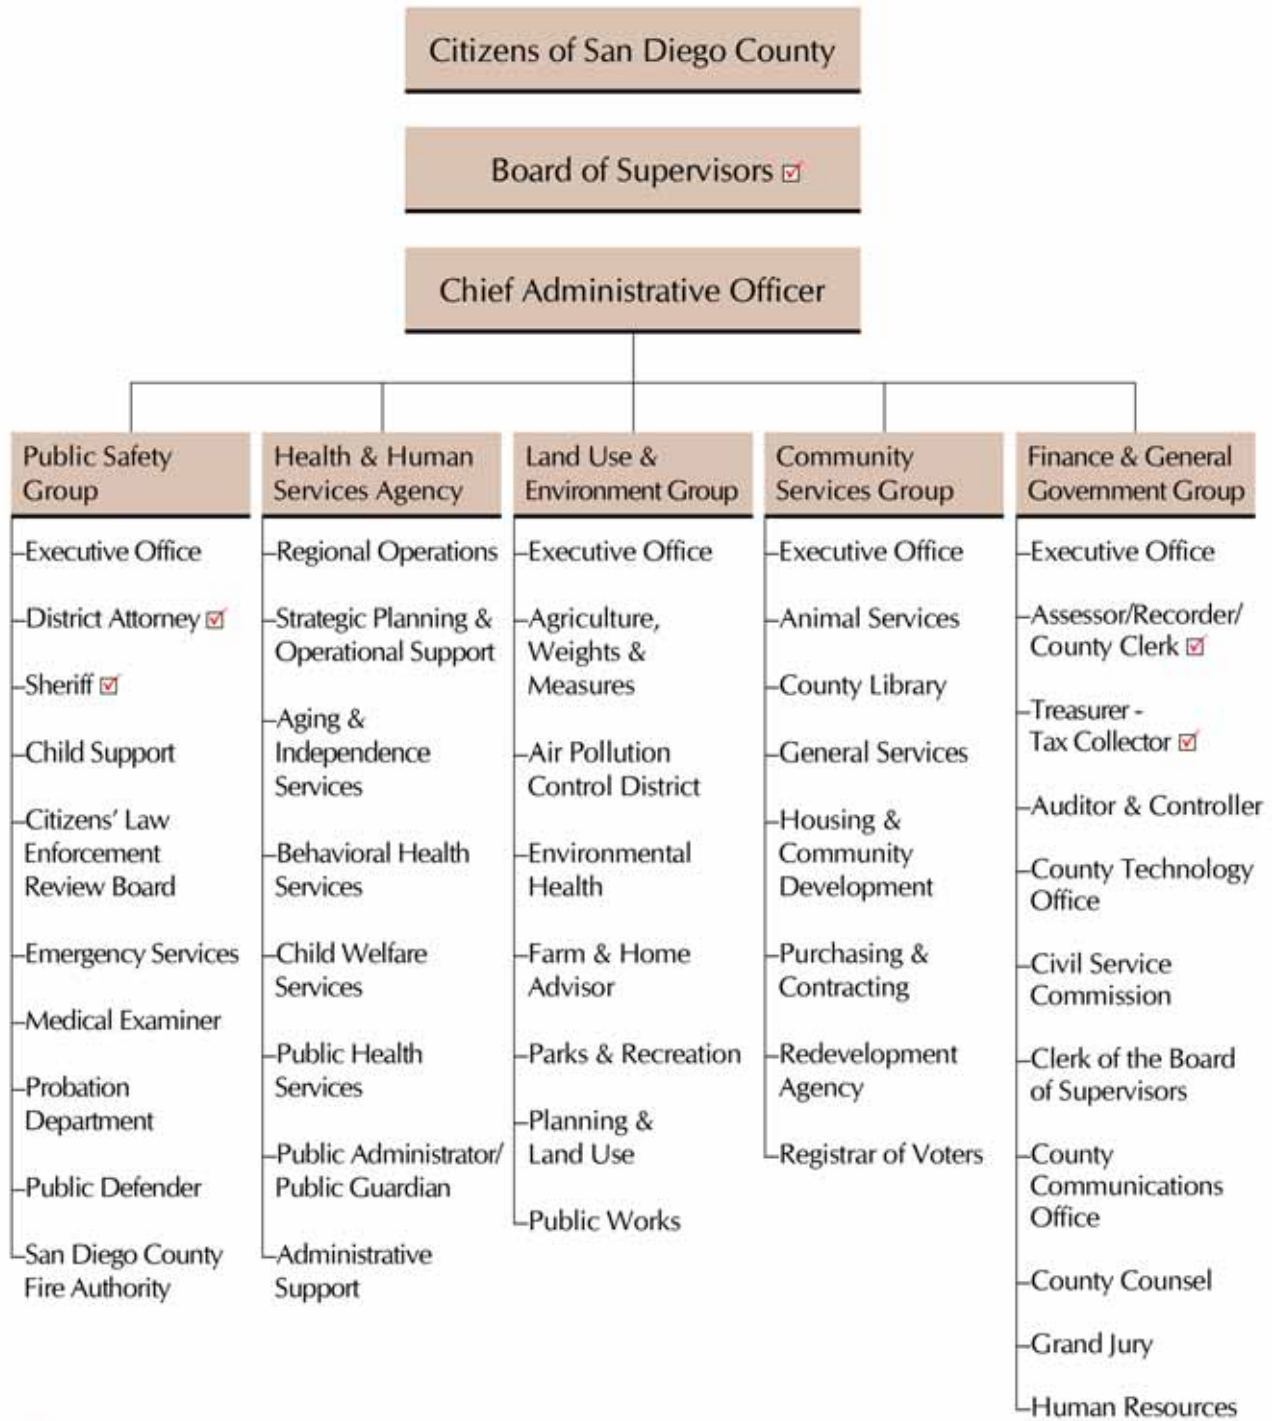 Citizens of San Diego County
Board of Supervisors ☑
Chief Administrative Officer
Public Safety
Group
Executive Office
District Attorney ☑
Sheriff ☑
Child Support
Citizens' Law
Enforcement
Review Board
Emergency Services
Medical Examiner
Probation
Department
Public Defender
San Diego County
Fire Authority
Health & Human
Services Agency
Regional Operations
Strategic Planning &
Operational Support
Aging &
Independence
Services
Behavioral Health
Services
Child Welfare
Services
Public Health
Services
Public Administrator/
Public Guardian
Administrative
Support
Land Use &
Environment Group
Executive Office
Agriculture,
Weights &
Measures
Air Pollution
Control District
Environmental
Health
Farm & Home
Advisor
Parks & Recreation
Planning &
Land Use
Public Works
Community
Services Group
Executive Office
Animal Services
County Library
General Services
Housing &
Community
Development
Purchasing &
Contracting
Redevelopment
Agency
Registrar of Voters
Finance & General
Government Group
Executive Office
Assessor/Recorder/
County Clerk ☑
Treasurer -
Tax Collector ☑
Auditor & Controller
County Technology
Office
Civil Service
Commission
Clerk of the Board
of Supervisors
County
Communications
Office
County Counsel
Grand Jury
Human Resources